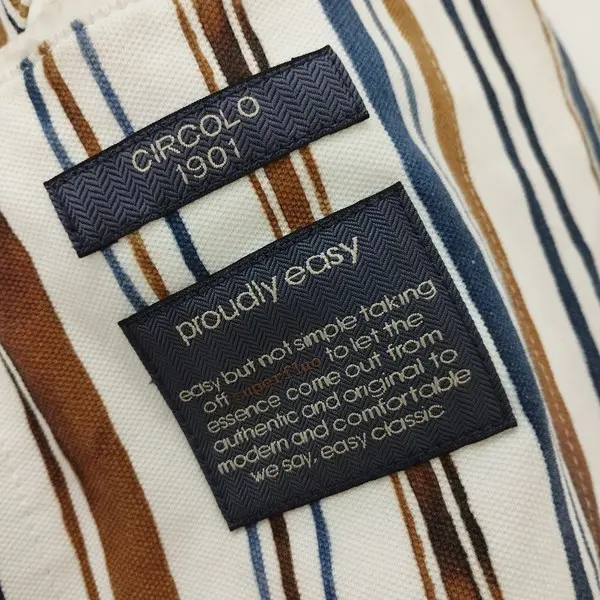 CIRCOLO
1901
proudly easy
easy but not simple taking
off superfluo to let the
essence come out from
authentic and original to
modern and comfortable
we say, easy classic